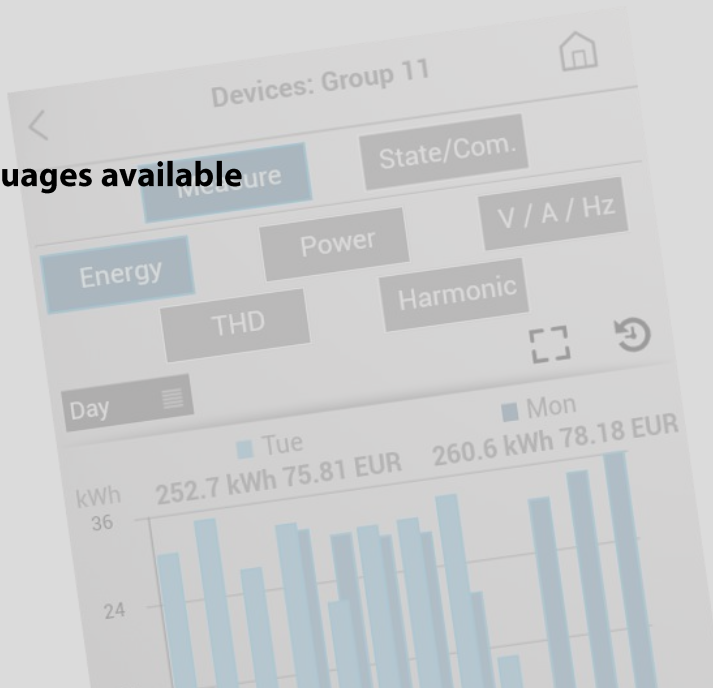 Devices: Group 11
uages available
Measure State/Com.
Energy Power V / A / Hz
THD Harmonic
Day
Tue Mon
kWh 252.7 kWh 75.81 EUR 260.6 kWh 78.18 EUR
36
24